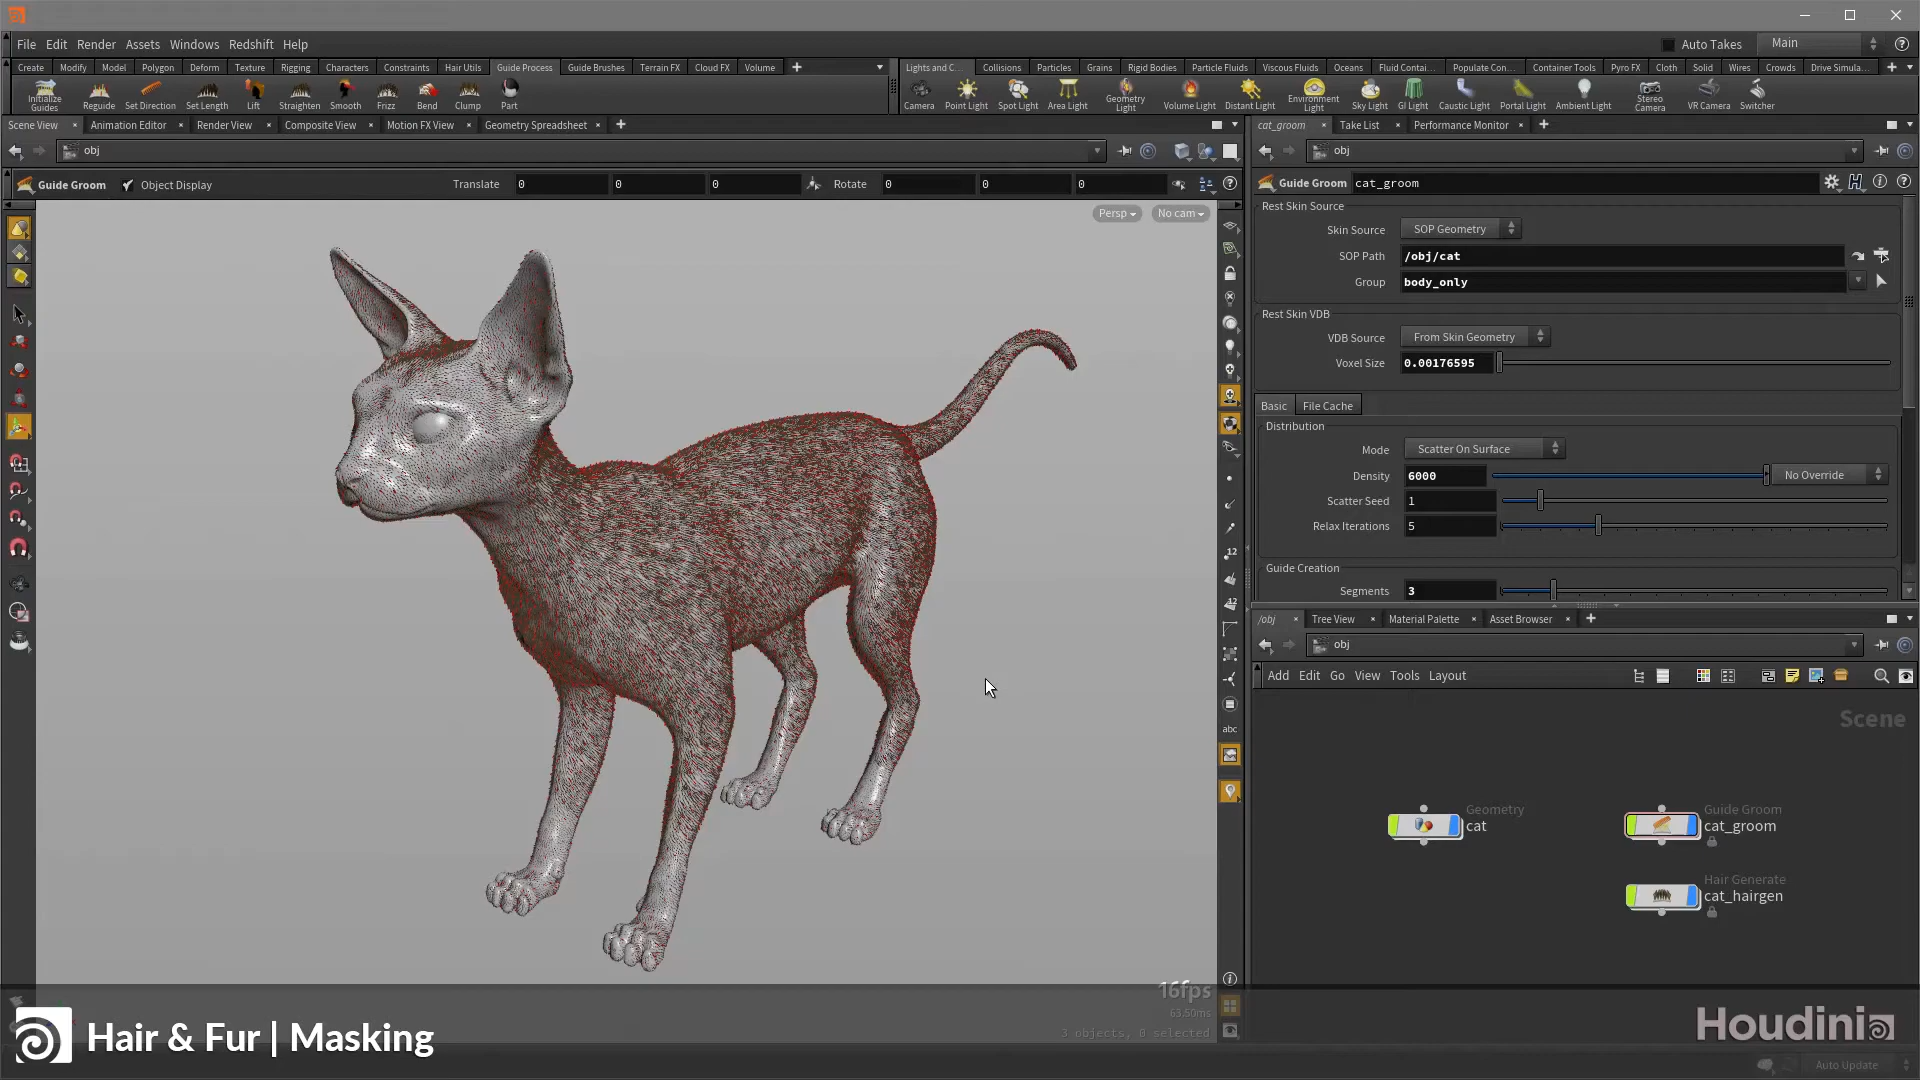 File Edit Render Assets Windows Redshift Help
Auto Takes Main
Create Modify Model Polygon Deform Texture Rigging Characters Constraints Hair Utils Guide Process Guide Brushes Terrain FX Cloud FX Volume
Lights and C... Collisions Particles Grains Rigid Bodies Particle Fluids Viscous Fluids Oceans Fluid Contai... Populate Con... Container Tools Pyro FX Cloth Solid Wires Crowds Drive Simula...
Initialize Guides Reguide Set Direction Set Length Lift Straighten Smooth Frizz Bend Clump Part
Camera Point Light Spot Light Area Light Geometry Light Volume Light Distant Light Environment Light Sky Light GI Light Caustic Light Portal Light Ambient Light Stereo Camera VR Camera Switcher
Scene View Animation Editor Render View Composite View Motion FX View Geometry Spreadsheet
obj
Guide Groom Object Display Translate 0 0 0 Rotate 0 0 0
Persp No cam
12
12
abc
16fps
63.50ms
3 objects, 0 selected
cat_groom Take List Performance Monitor
obj
Guide Groom cat_groom
Rest Skin Source
Skin Source SOP Geometry
SOP Path /obj/cat
Group body_only
Rest Skin VDB
VDB Source From Skin Geometry
Voxel Size 0.00176595
Basic File Cache
Distribution
Mode Scatter On Surface
Density 6000 No Override
Scatter Seed 1
Relax Iterations 5
Guide Creation
Segments 3
/obj Tree View Material Palette Asset Browser
obj
Add Edit Go View Tools Layout
Scene
Geometry
cat
Guide Groom
cat_groom
Hair Generate
cat_hairgen
Hair & Fur | Masking
Houdini
Auto Update